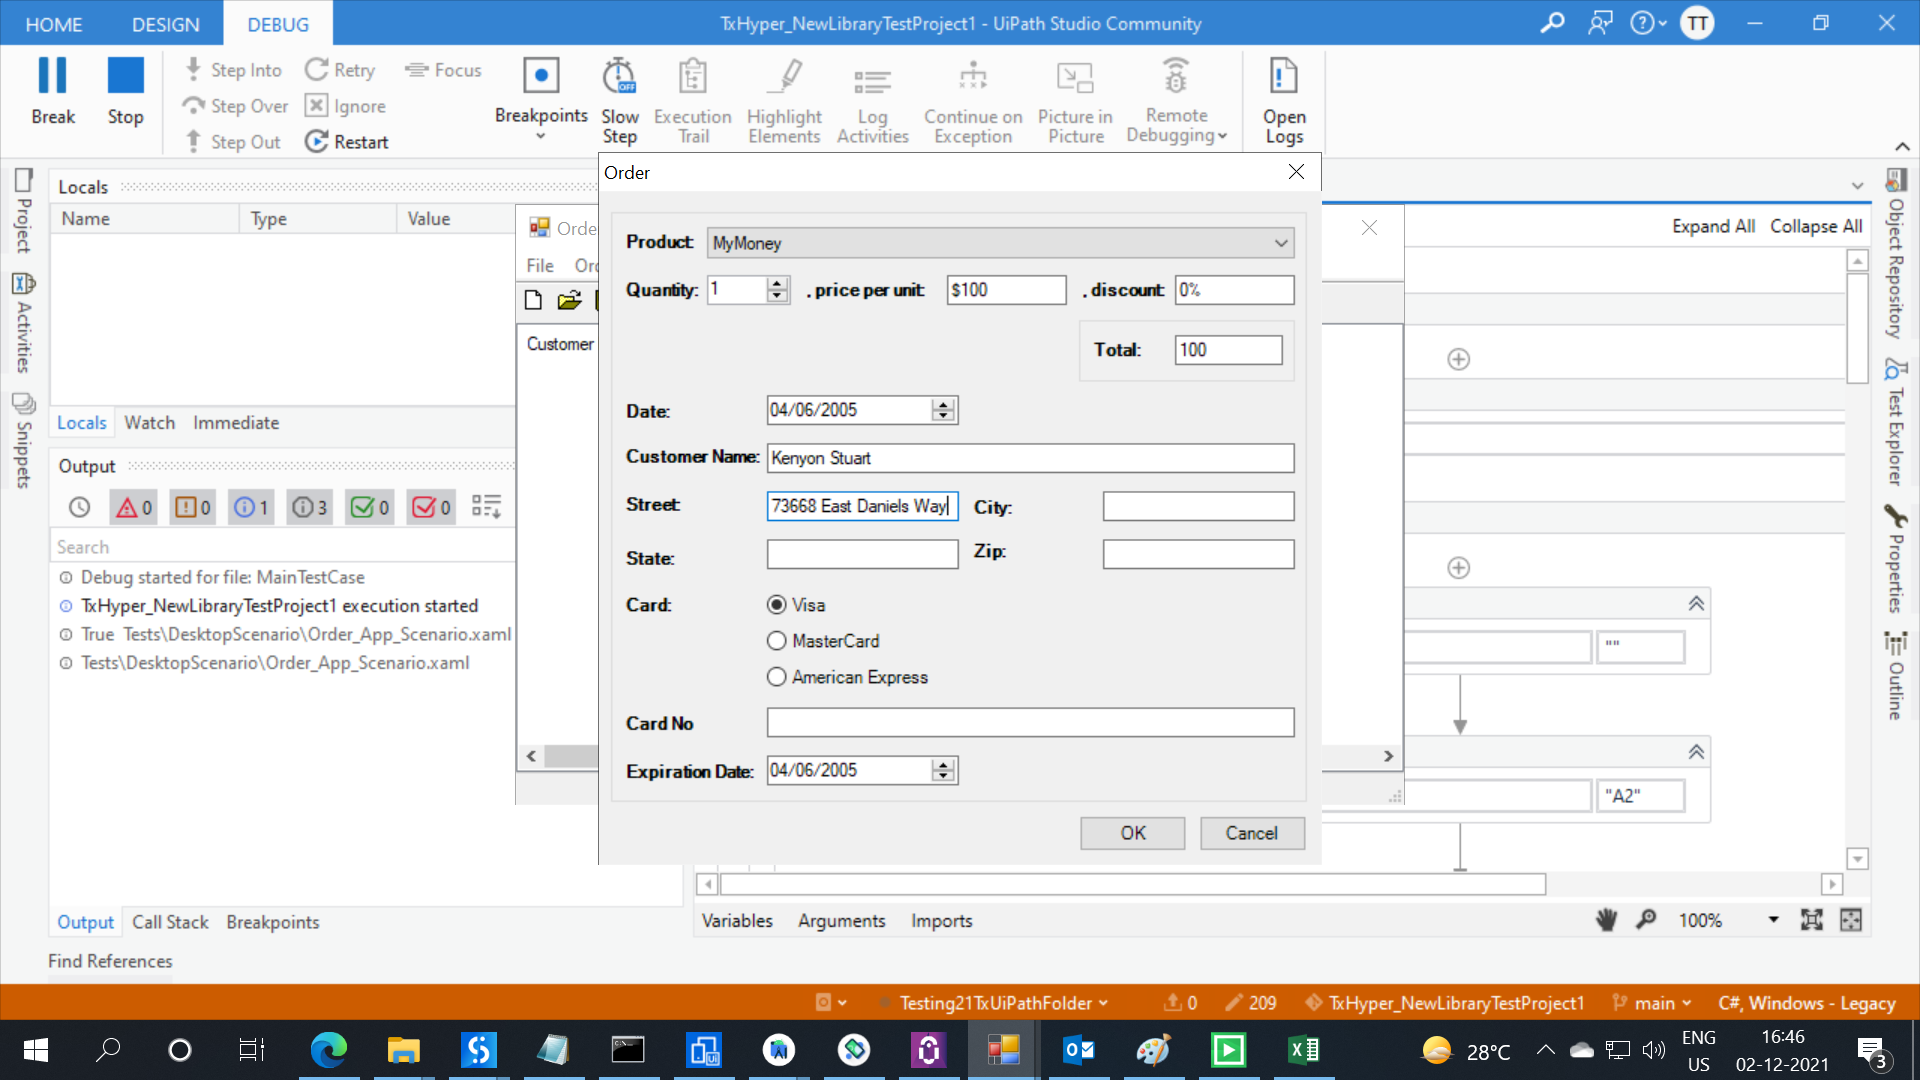 HOME DESIGN DEBUG TxHyper_NewLibraryTestProject1 - UiPath Studio Community TT
Break Stop Step Into Step Over Step Out Retry Ignore Restart Focus Breakpoints Slow Step Execution Trail Highlight Elements Log Activities Continue on Exception Picture in Picture Remote Debugging Open Logs
Project
Activities
Snippets
Locals
Name Type Value
Locals Watch Immediate
Output
0 0 1 3 0 0
Search
Debug started for file: MainTestCase
TxHyper_NewLibraryTestProject1 execution started
True Tests\DesktopScenario\Order_App_Scenario.xaml
Tests\DesktopScenario\Order_App_Scenario.xaml
Output Call Stack Breakpoints
Find References
Orde
File Or
Customer
Order
Product: MyMoney
Quantity: 1 , price per unit: $100 , discount: 0%
Total: 100
Date: 04/06/2005
Customer Name: Kenyon Stuart
Street: 73668 East Daniels Way City:
State: Zip:
Card: Visa
MasterCard
American Express
Card No
Expiration Date: 04/06/2005
OK Cancel
Expand All Collapse All
""
"A2"
Object Repository
Test Explorer
Properties
Outline
Variables Arguments Imports 100%
Testing21TxUiPathFolder 0 209 TxHyper_NewLibraryTestProject1 main C#, Windows - Legacy
28°C ENG US 16:46 02-12-2021 3